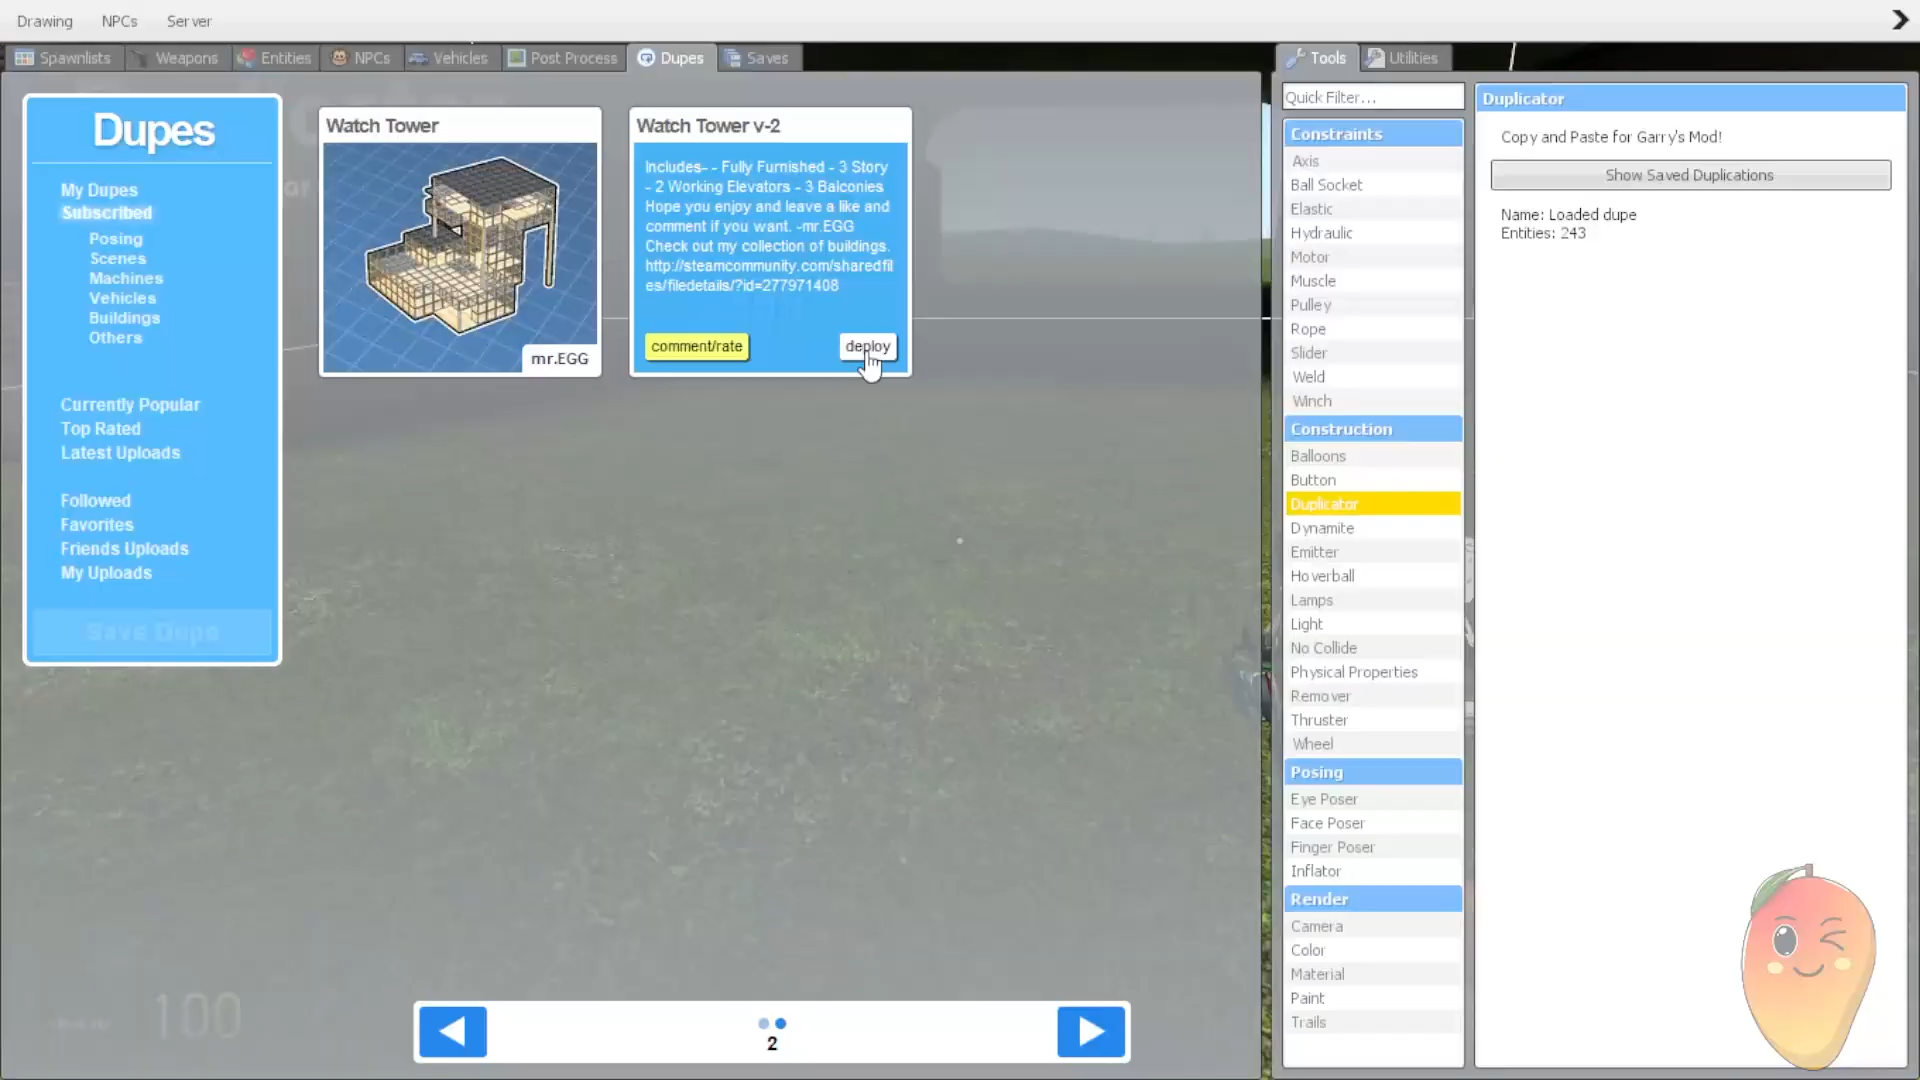 Drawing NPCs Server
Spawnlists Weapons Entities NPCs Vehicles Post Process Dupes Saves
Tools Utilities
Dupes
My Dupes
Subscribed
Posing
Scenes
Machines
Vehicles
Buildings
Others
Currently Popular
Top Rated
Latest Uploads
Followed
Favorites
Friends Uploads
My Uploads
Save Dupe
Watch Tower
mr.EGG
Watch Tower v-2
Includes- - Fully Furnished - 3 Story
- 2 Working Elevators - 3 Balconies
Hope you enjoy and leave a like and
comment if you want. -mr.EGG
Check out my collection of buildings.
http://steamcommunity.com/sharedfil
es/filedetails/?id=277971408
comment/rate
deploy
100
2
Quick Filter...
Constraints
Axis
Ball Socket
Elastic
Hydraulic
Motor
Muscle
Pulley
Rope
Slider
Weld
Winch
Construction
Balloons
Button
Duplicator
Dynamite
Emitter
Hoverball
Lamps
Light
No Collide
Physical Properties
Remover
Thruster
Wheel
Posing
Eye Poser
Face Poser
Finger Poser
Inflator
Render
Camera
Color
Material
Paint
Trails
Duplicator
Copy and Paste for Garry's Mod!
Show Saved Duplications
Name: Loaded dupe
Entities: 243